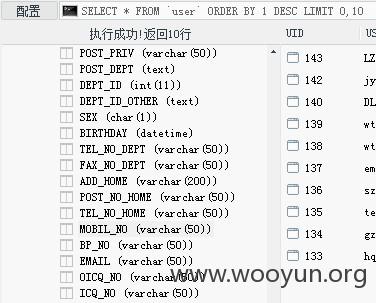 配置 SELECT * FROM `user` ORDER BY 1 DESC LIMIT 0,10
执行成功!返回10行
POST_PRIV (varchar(50))
POST_DEPT (text)
DEPT_ID (int(11))
DEPT_ID_OTHER (text)
SEX (char(1))
BIRTHDAY (datetime)
TEL_NO_DEPT (varchar(50))
FAX_NO_DEPT (varchar(50))
ADD_HOME (varchar(200))
POST_NO_HOME (varchar(50))
TEL_NO_HOME (varchar(50))
MOBIL_NO (varchar(50))
BP_NO (varchar(50))
EMAIL (varchar(50))
OICQ_NO (varchar(50))
ICQ_NO (varchar(50))
UID US
143 LZ
142 jy
140 DL
139 wt
138 wt
137 em
136 sz
135 te
134 gz
133 hq
www.wooyun.org